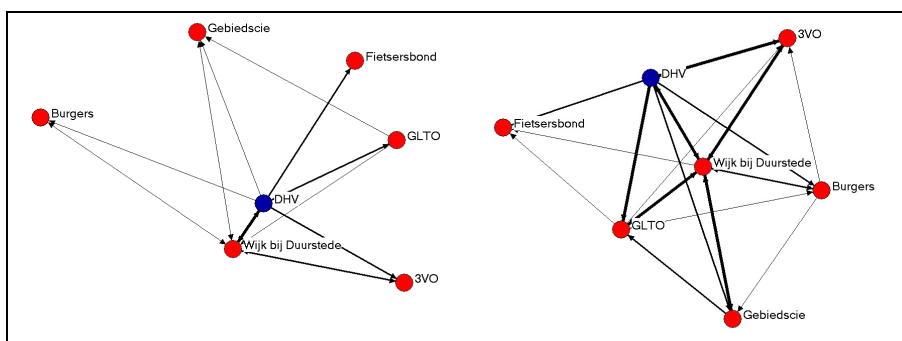 Gebiedscie
Fietsersbond
Burgers
GLTO
DHV
Wijk bij Duurstede
3VO
3VO
DHV
Fietsersbond
Wijk bij Duurstede
Burgers
GLTO
Gebiedscie